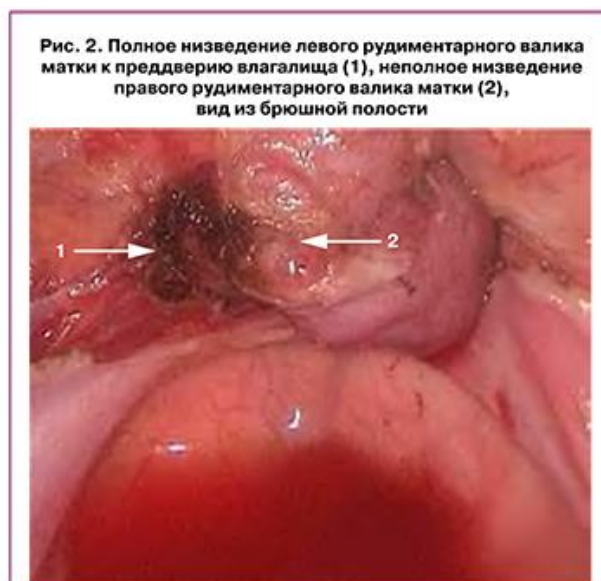 Рис. 2. Полное низведение левого рудиментарного валика
матки к преддверию влагалища (1), неполное низведение
правого рудиментарного валика матки (2),
вид из брюшной полости
1
2